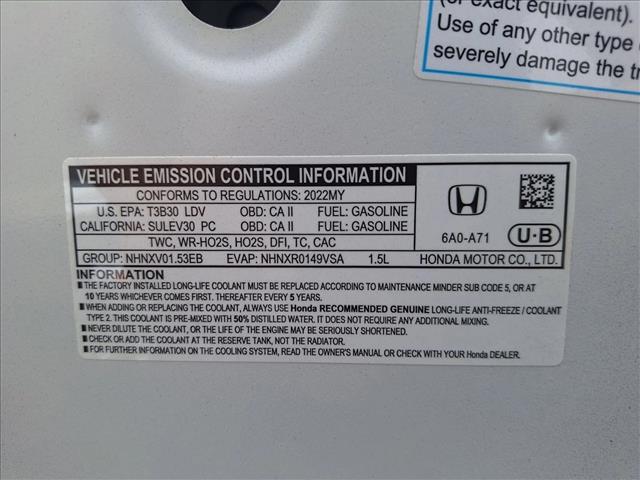 (or exact equivalent).
Use of any other type
severely damage the
VEHICLE EMISSION CONTROL INFORMATION
CONFORMS TO REGULATIONS: 2022MY
U.S. EPA: T3B30 LDV OBD: CA II FUEL: GASOLINE
CALIFORNIA: SULEV30 PC OBD: CA II FUEL: GASOLINE
TWC, WR-HO2S, HO2S, DFI, TC, CAC
GROUP: NHNXV01.53EB EVAP: NHNXR0149VSA 1.5L
6A0-A71
U·B
HONDA MOTOR CO., LTD.
INFORMATION
■ THE FACTORY INSTALLED LONG-LIFE COOLANT MUST BE REPLACED ACCORDING TO MAINTENANCE MINDER SUB CODE 5, OR AT
10 YEARS WHICHEVER COMES FIRST. THEREAFTER EVERY 5 YEARS.
■ WHEN ADDING OR REPLACING COOLANT, ALWAYS USE Honda RECOMMENDED GENUINE LONG-LIFE ANTI-FREEZE / COOLANT
TYPE 2. THIS COOLANT IS PRE-MIXED WITH 50% DISTILLED WATER. IT DOES NOT REQUIRE ANY ADDITIONAL MIXING.
■ NEVER DILUTE THE COOLANT, OR THE LIFE OF THE ENGINE MAY BE SERIOUSLY SHORTENED.
■ CHECK OR ADD THE COOLANT AT THE RESERVE TANK, NOT THE RADIATOR.
■ FOR FURTHER INFORMATION ON THE COOLING SYSTEM, READ THE OWNER'S MANUAL OR CHECK WITH YOUR Honda DEALER.